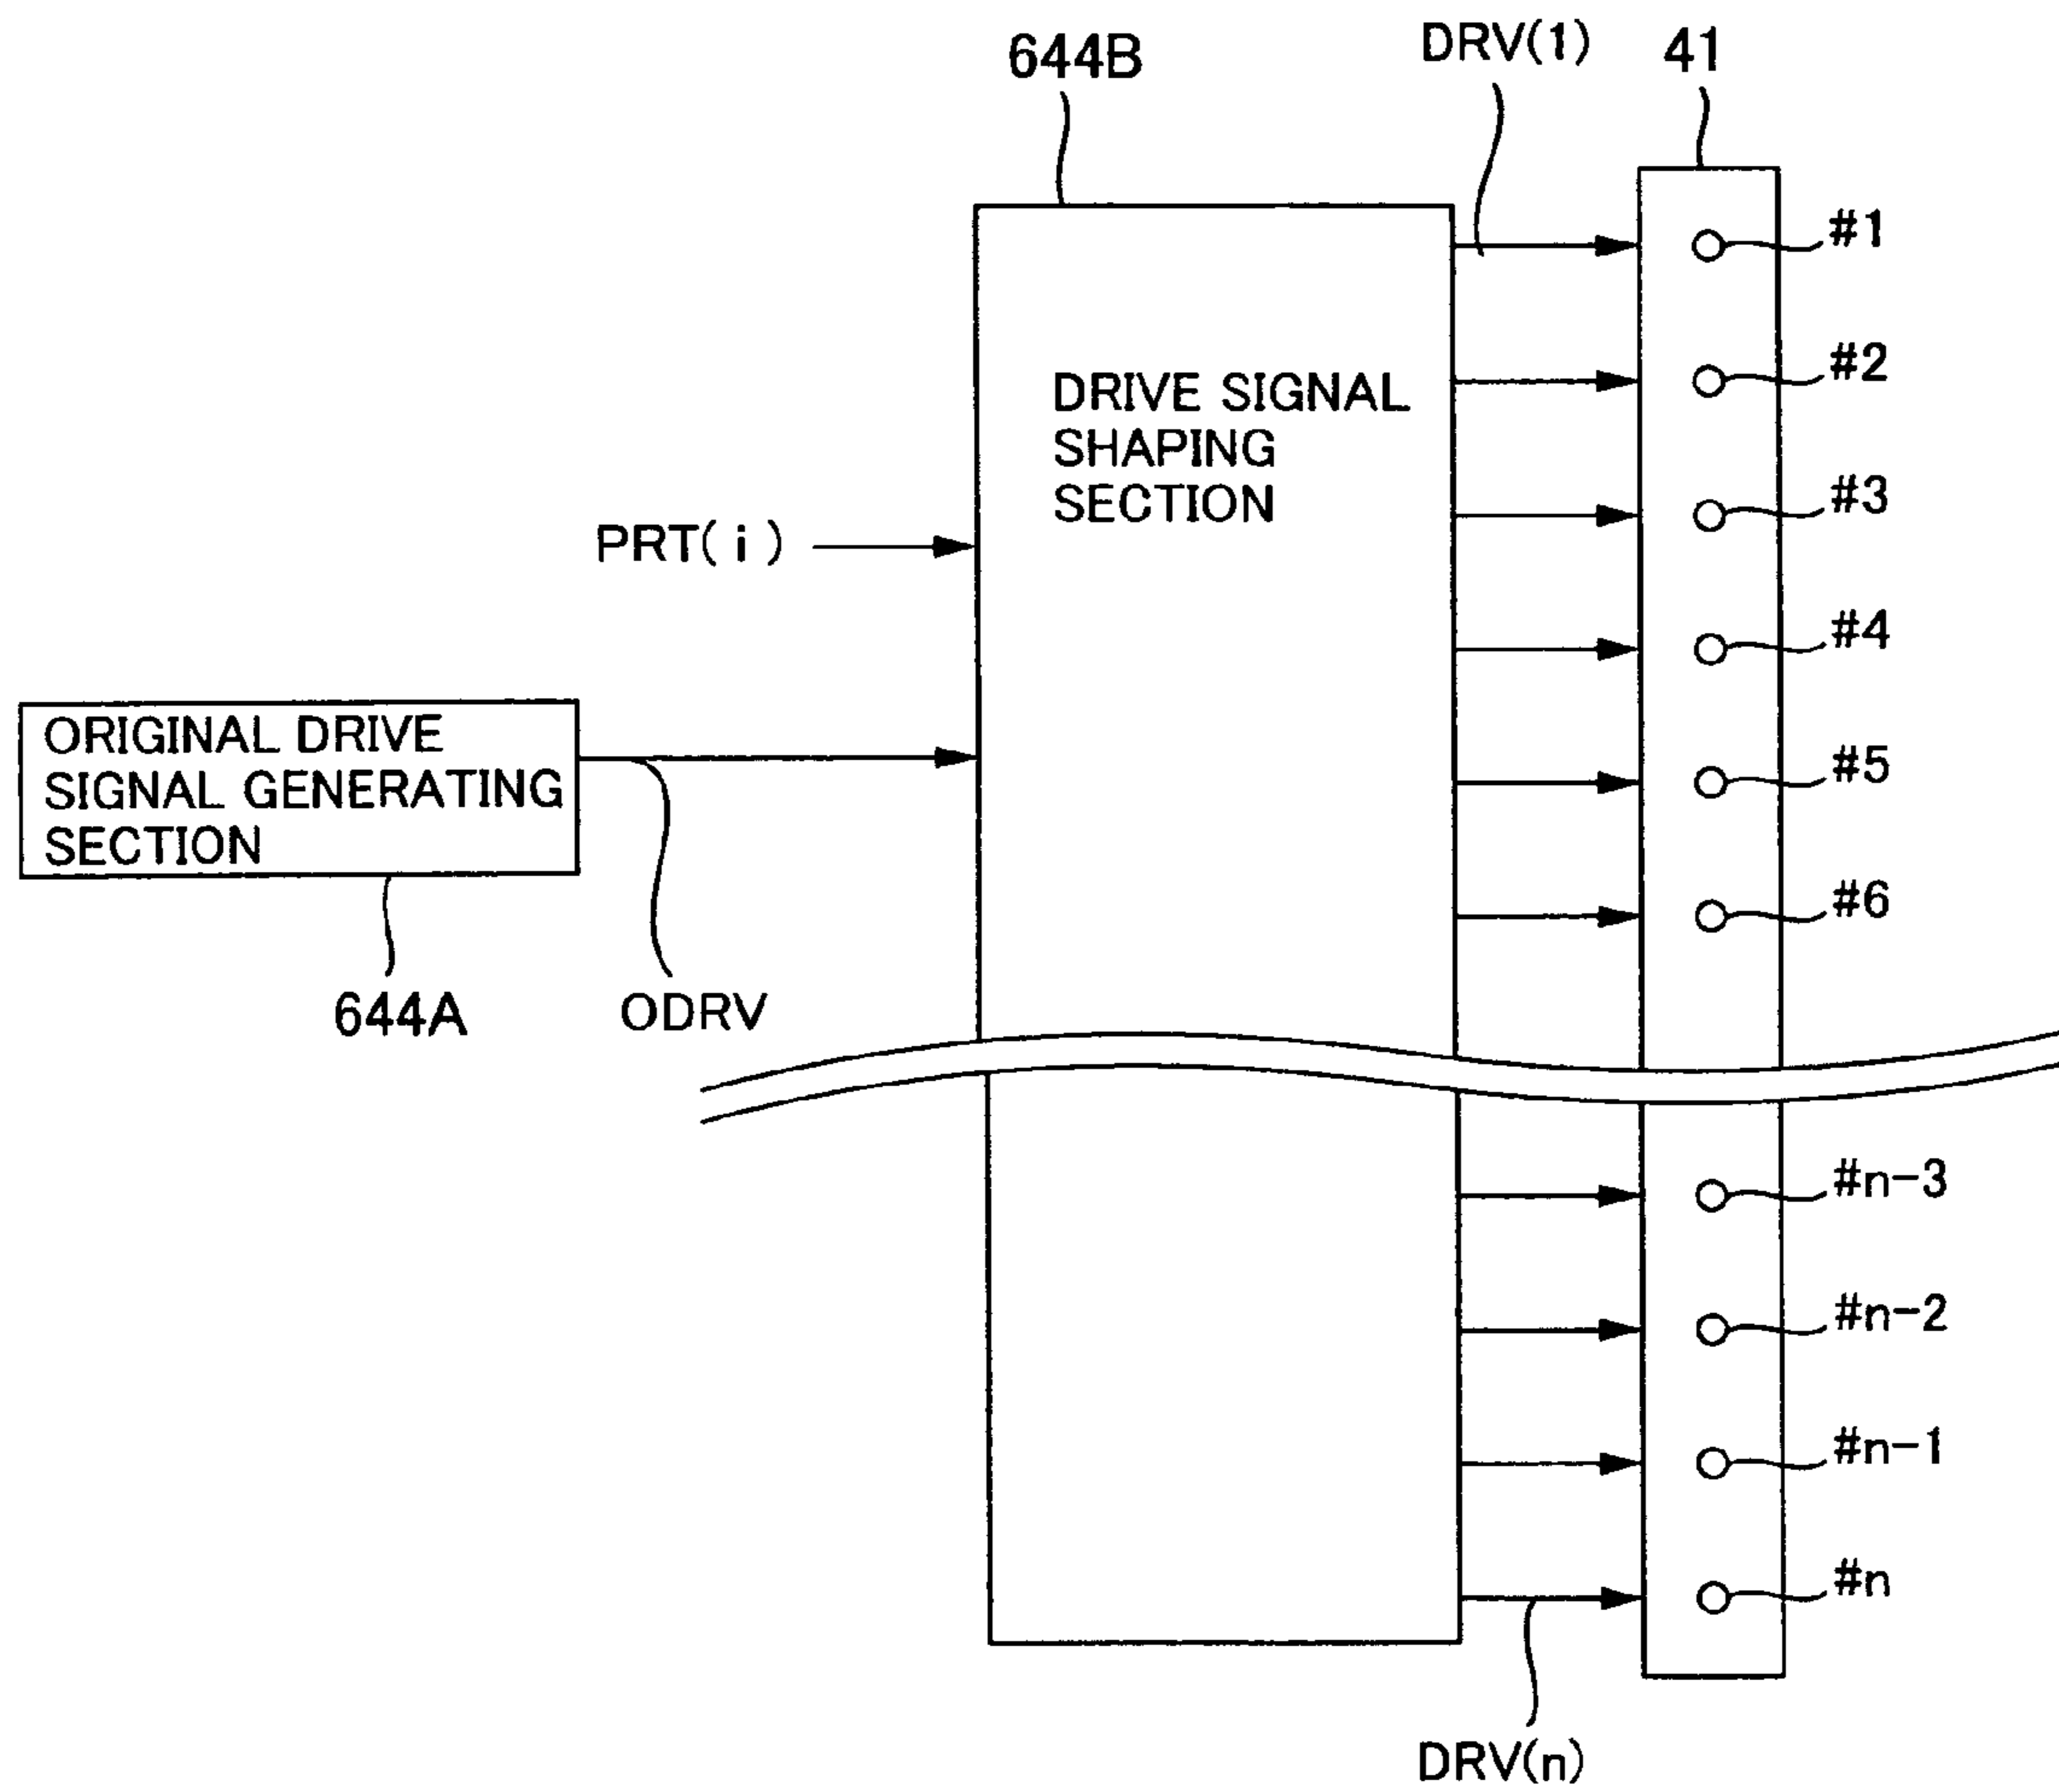 644B
DRV(1)
41
#1
#2
DRIVE SIGNAL
SHAPING
SECTION
#3
PRT(i)
#4
ORIGINAL DRIVE
SIGNAL GENERATING
SECTION
#5
#6
644A
ODRV
#n-3
#n-2
#n-1
#n
DRV(n)